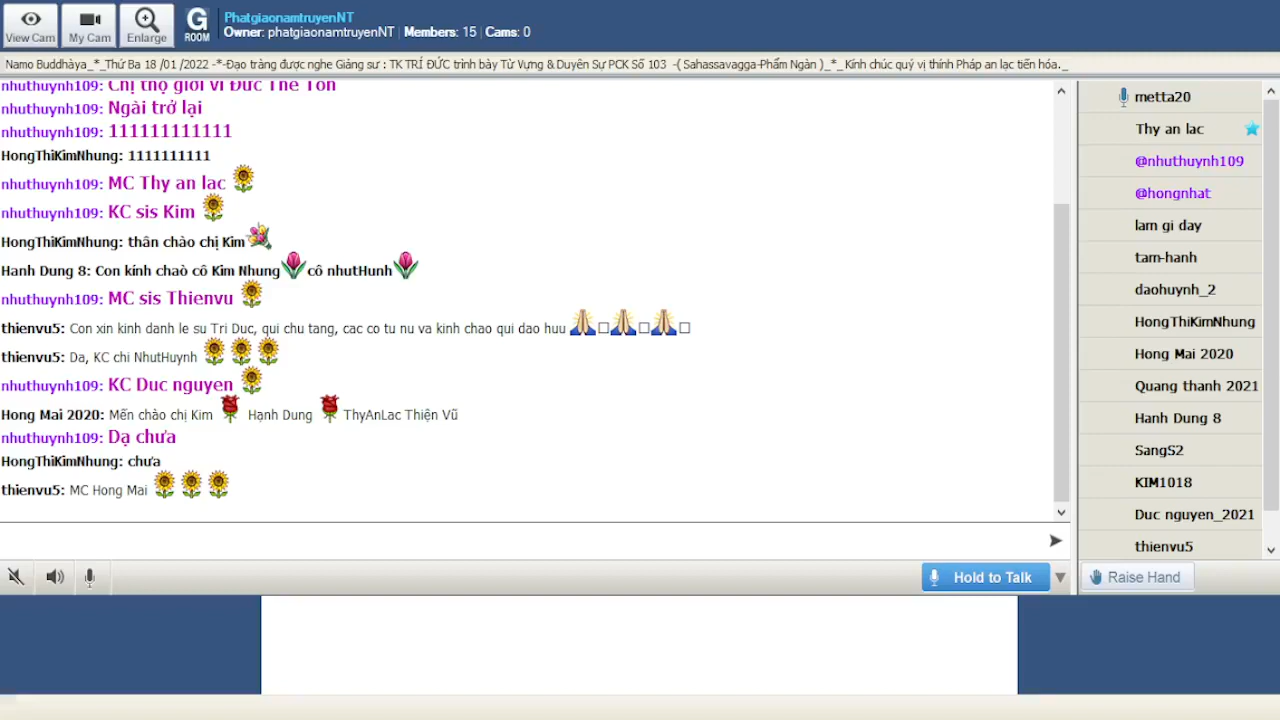 View Cam
My Cam
Enlarge
G
ROOM
PhatgiaonamtruyenNT
Owner: phatgiaonamtruyenNT | Members: 15 | Cams: 0
Namo Buddhàya_*_Thứ Ba 18 /01 /2022 -*-Đạo tràng được nghe Giảng sư : TK TRÍ ĐỨC trình bày Từ Vựng & Duyên Sự PCK Số 103 -( Sahassavagga-Phẩm Ngàn )_*_ Kính chúc quý vị thính Pháp an lạc tiến hóa._
nhuthuynh109: Chị thọ giới vì Đức Thế Tôn
nhuthuynh109: Ngài trở lại
nhuthuynh109: 111111111111
HongThiKimNhung: 1111111111
nhuthuynh109: MC Thy an lac
nhuthuynh109: KC sis Kim
HongThiKimNhung: thân chào chị Kim
Hanh Dung 8: Con kính chaò cô Kim Nhung cô nhutHunh
nhuthuynh109: MC sis Thienvu
thienvu5: Con xin kinh danh le su Tri Duc, qui chu tang, cac co tu nu va kinh chao qui dao huu
thienvu5: Da, KC chi NhutHuynh
nhuthuynh109: KC Duc nguyen
Hong Mai 2020: Mến chào chị Kim Hạnh Dung ThyAnLac Thiện Vũ
nhuthuynh109: Dạ chưa
HongThiKimNhung: chưa
thienvu5: MC Hong Mai
metta20
Thy an lac
@nhuthuynh109
@hongnhat
lam gi day
tam-hanh
daohuynh_2
HongThiKimNhung
Hong Mai 2020
Quang thanh 2021
Hanh Dung 8
SangS2
KIM1018
Duc nguyen_2021
thienvu5
Hold to Talk
Raise Hand